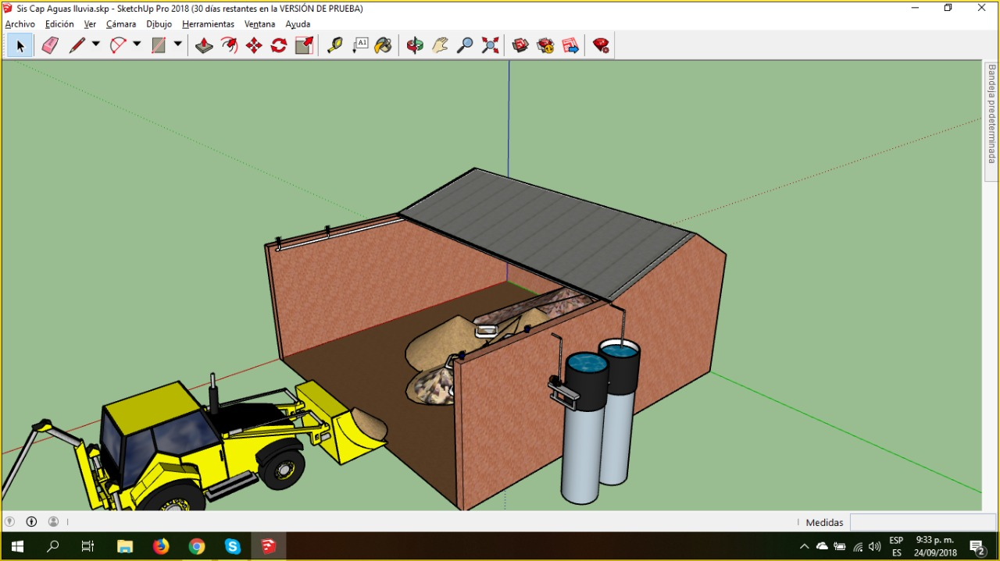 Sis Cap Aguas lluvia.skp - SketchUp Pro 2018 (30 días restantes en la VERSIÓN DE PRUEBA)
Archivo Edición Ver Cámara Dibujo Herramientas Ventana Ayuda
A1
Bandeja predeterminada
Medidas
ESP 9:33 p. m.
ES 24/09/2018 2